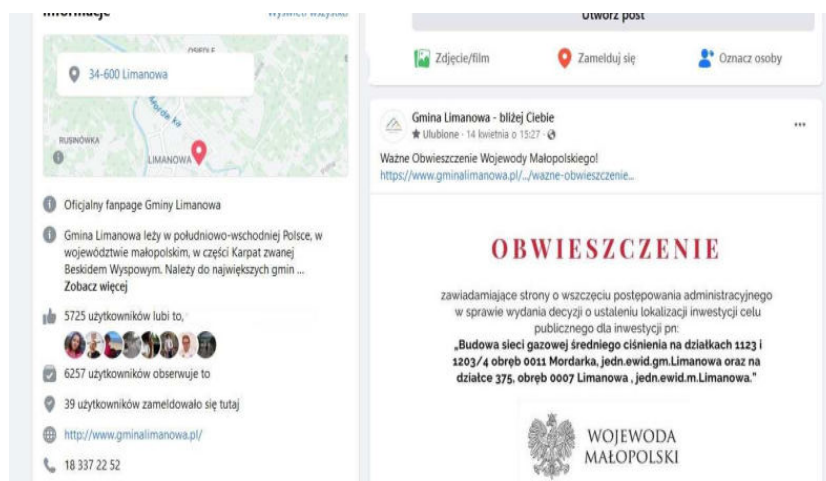 Informacje
Wyświetl wszystko
OSIEDLE
34-600 Limanowa
Mordarka
RUSINÓWKA
LIMANOWA
Oficjalny fanpage Gminy Limanowa
Gmina Limanowa leży w południowo-wschodniej Polsce, w
województwie małopolskim, w części Karpat zwanej
Beskidem Wyspowym. Należy do największych gmin ...
Zobacz więcej
5725 użytkowników lubi to,
6257 użytkowników obserwuje to
39 użytkowników zameldowało się tutaj
http://www.gminalimanowa.pl/
18 337 22 52
Utwórz post
Zdjęcie/film
Zamelduj się
Oznacz osoby
Gmina Limanowa - bliżej Ciebie
Ulubione · 14 kwietnia o 15:27 ·
Ważne Obwieszczenie Wojewody Małopolskiego!
https://www.gminalimanowa.pl/.../wazne-obwieszczenie...
OBWIESZCZENIE
zawiadamiające strony o wszczęciu postępowania administracyjnego
w sprawie wydania decyzji o ustaleniu lokalizacji inwestycji celu
publicznego dla inwestycji pn:
„Budowa sieci gazowej średniego ciśnienia na działkach 1123 i
1203/4 obręb 0011 Mordarka, jedn.ewid.gm.Limanowa oraz na
działce 375, obręb 0007 Limanowa , jedn.ewid.m.Limanowa."
WOJEWODA
MAŁOPOLSKI